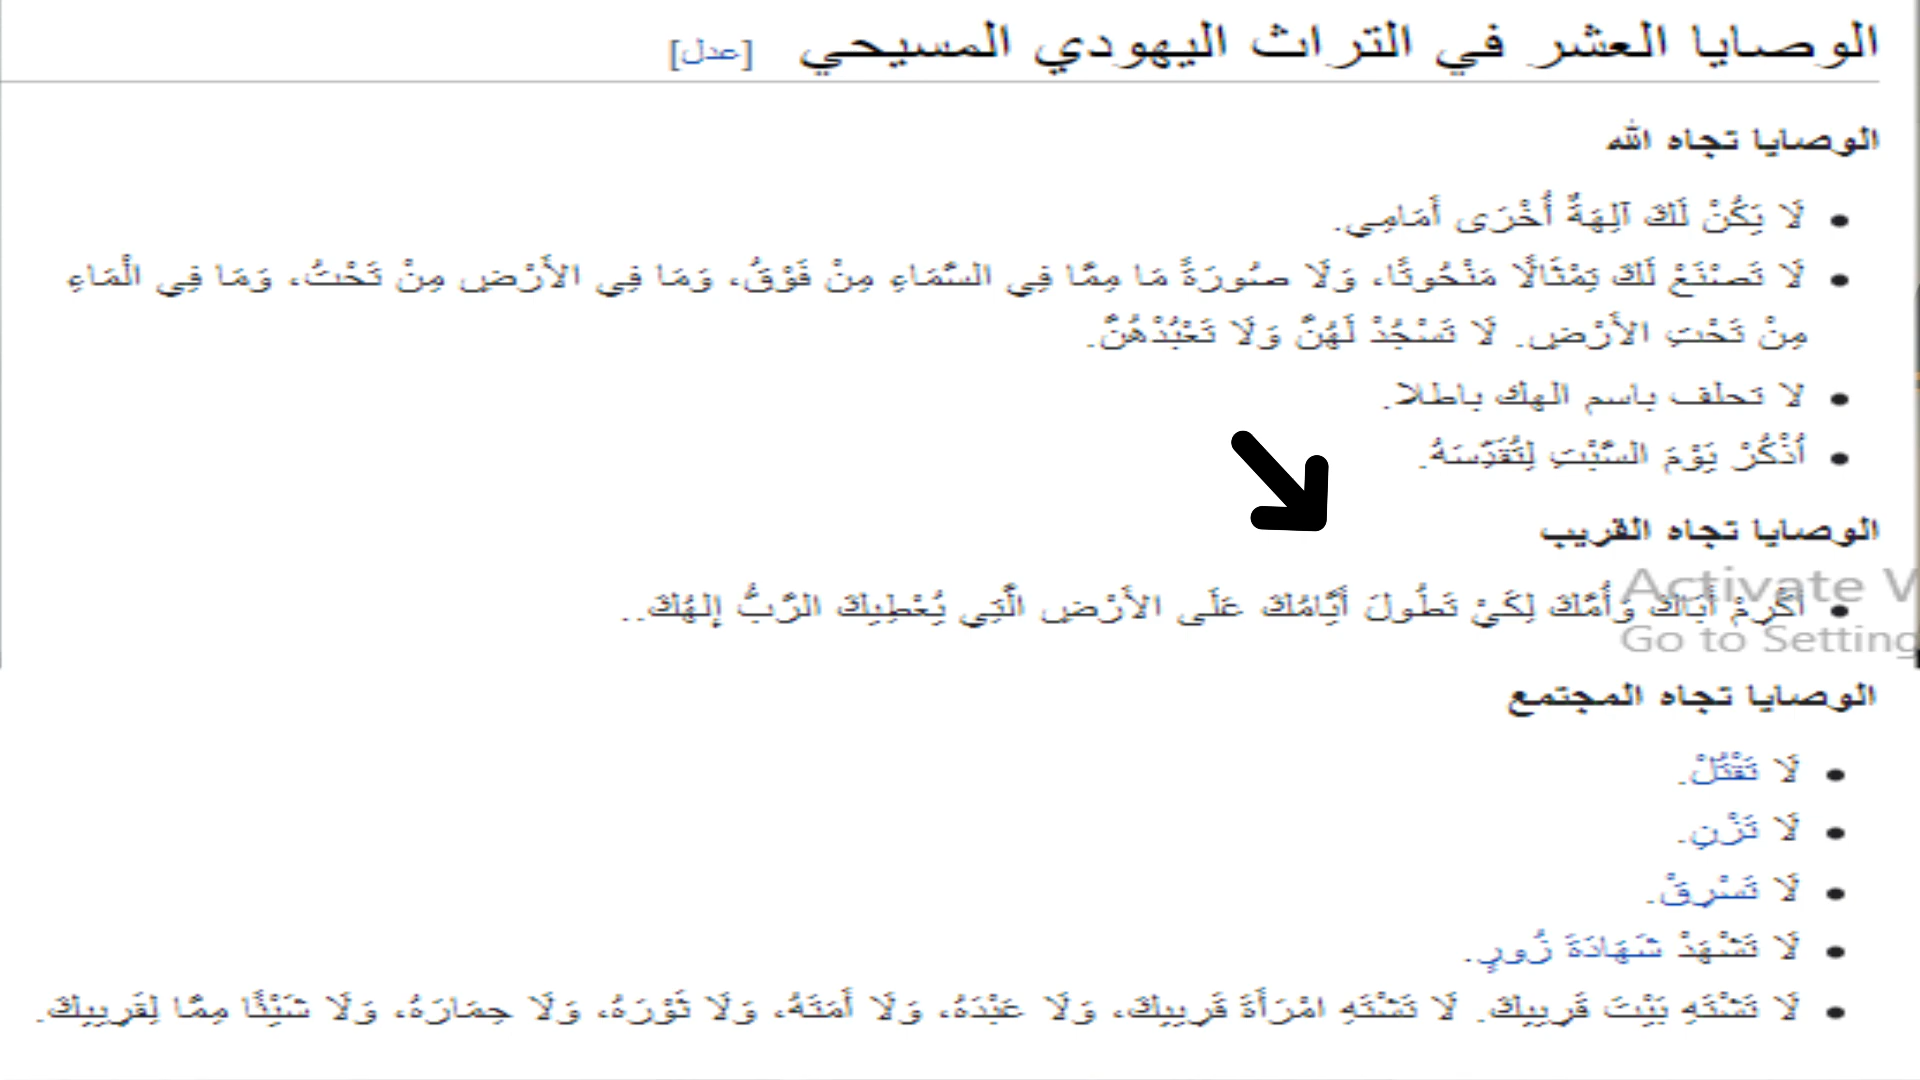 الوصايا العشر في التراث اليهودي المسيحي [عدل]
الوصايا تجاه الله
لَا يَكُنْ لَكَ آلِهَةٌ أُخْرَى أَمَامِي.
لَا تَصْنَعْ لَكَ تِمْثَالًا مَنْحُوتًا، وَلَا صُورَةً مَا مِمَّا فِي السَّمَاءِ مِنْ فَوْقُ، وَمَا فِي الأَرْضِ مِنْ تَحْتُ، وَمَا فِي الْمَاءِ
مِنْ تَحْتِ الأَرْضِ. لَا تَسْجُدْ لَهُنَّ وَلَا تَعْبُدْهُنَّ.
لا تحلف باسم الهك باطلا.
اُذْكُرْ يَوْمَ السَّبْتِ لِتُقَدِّسَهُ.
الوصايا تجاه القريب
أَكْرِمْ أَبَاكَ وَأُمَّكَ لِكَيْ تَطُولَ أَيَّامُكَ عَلَى الأَرْضِ الَّتِي يُعْطِيكَ الرَّبُّ إِلهُكَ..
Activate W
Go to Setting
الوصايا تجاه المجتمع
لَا تَقْتُلْ.
لَا تَزْنِ.
لَا تَسْرِقْ.
لَا تَشْهَدْ شَهَادَةَ زُورٍ.
لَا تَشْتَهِ بَيْتَ قَرِيبِكَ. لَا تَشْتَهِ امْرَأَةَ قَرِيبِكَ، وَلَا عَبْدَهُ، وَلَا أَمَتَهُ، وَلَا ثَوْرَهُ، وَلَا حِمَارَهُ، وَلَا شَيْئًا مِمَّا لِقَرِيبِكَ.